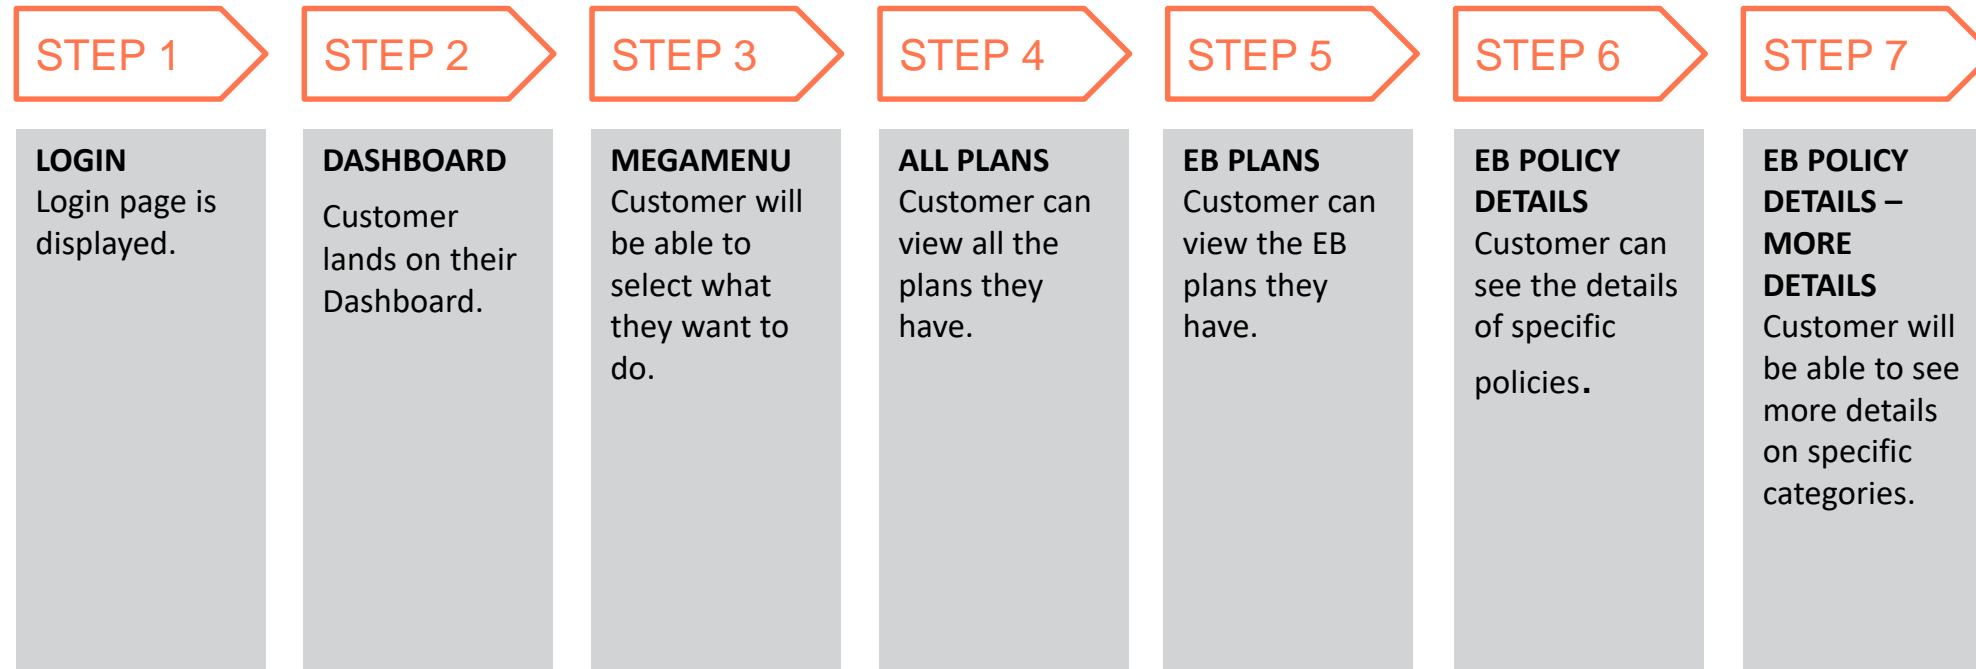 STEP 1
STEP 2
STEP 3
STEP 4
STEP 5
STEP 6
STEP 7
LOGIN
Login page is
displayed.
DASHBOARD
Customer
lands on their
Dashboard.
MEGAMENU
Customer will
be able to
select what
they want to
do.
ALL PLANS
Customer can
view all the
plans they
have.
EB PLANS
Customer can
view the EB
plans they
have.
EB POLICY
DETAILS
Customer can
see the details
of specific
policies.
EB POLICY
DETAILS –
MORE
DETAILS
Customer will
be able to see
more details
on specific
categories.